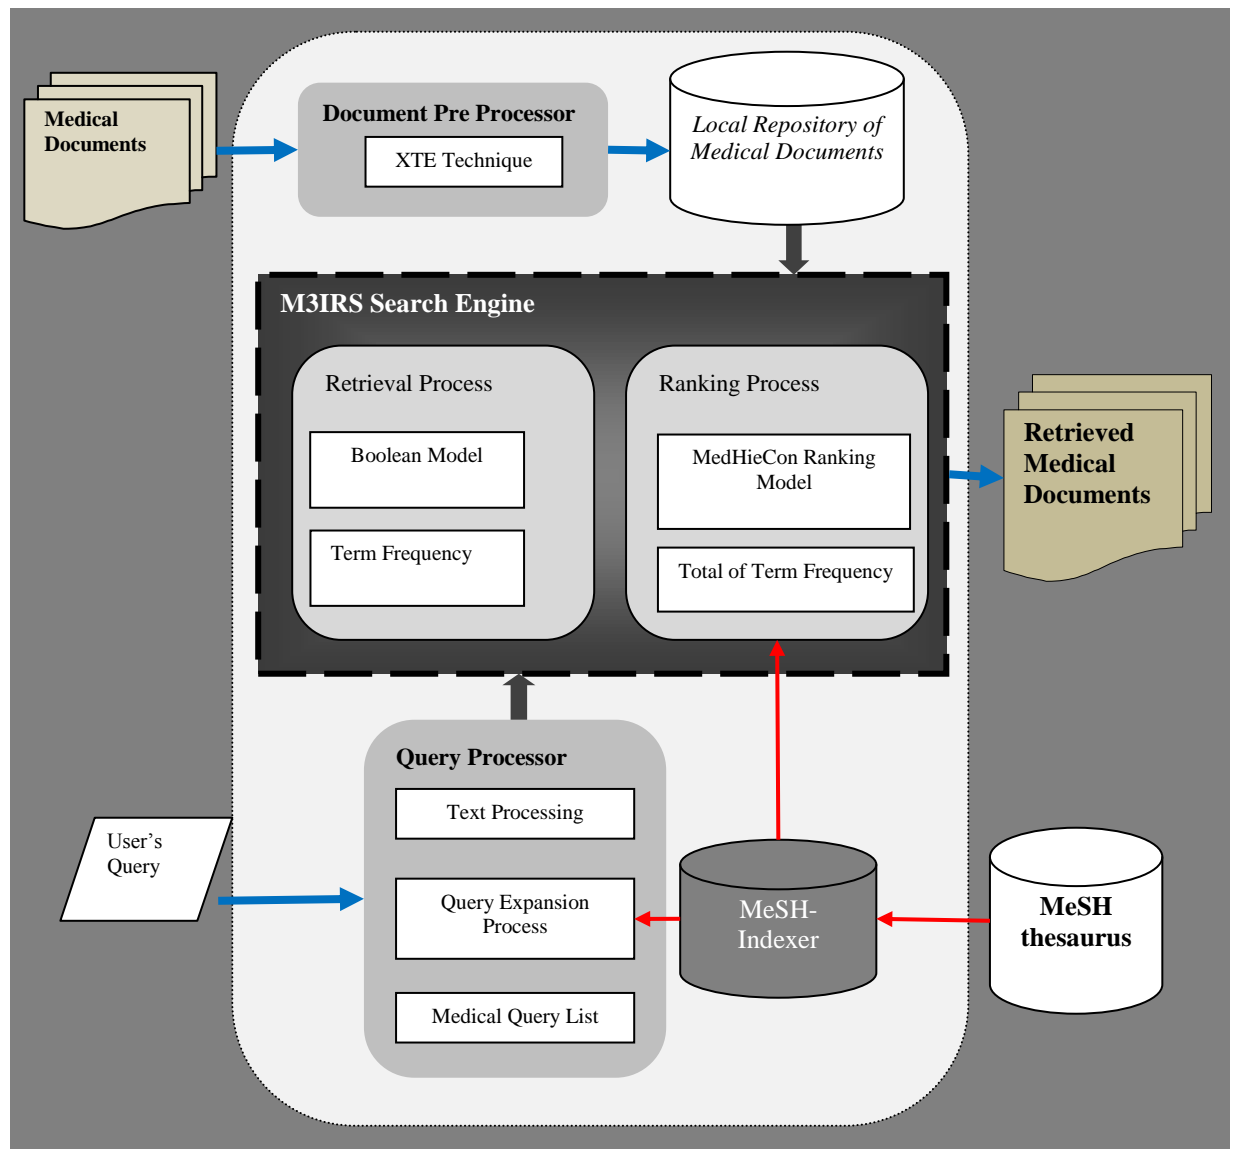 Medical
Documents
Document Pre Processor
XTE Technique
Local Repository of
Medical Documents
M3IRS Search Engine
Retrieval Process
Boolean Model
Term Frequency
Ranking Process
MedHieCon Ranking
Model
Total of Term Frequency
Retrieved
Medical
Documents
Query Processor
Text Processing
Query Expansion
Process
Medical Query List
User’s
Query
MeSH-
Indexer
MeSH
thesaurus